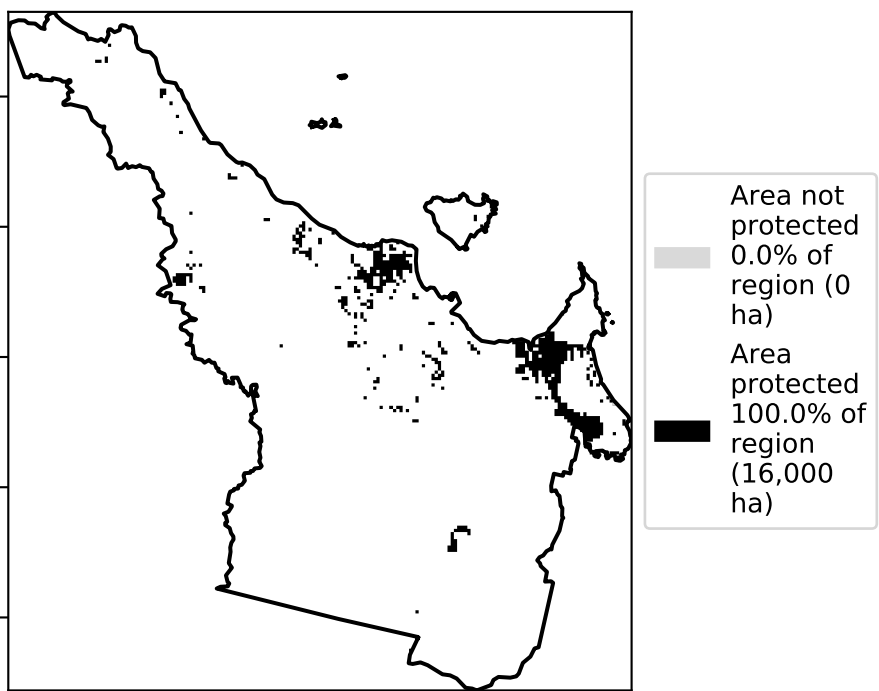 Area not
protected
0.0% of
region (0
ha)
Area
protected
100.0% of
region
(16,000
ha)